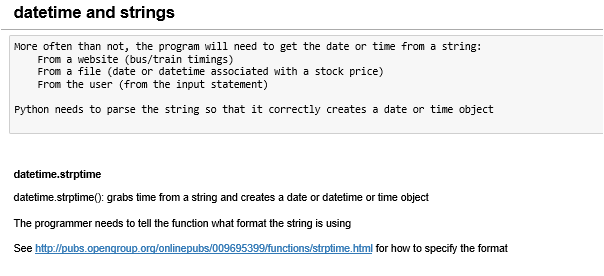 datetime and strings
More often than not, the program will need to get the date or time from a string:
From a website (bus/train timings)
From a file (date or datetime associated with a stock price)
From the user (from the input statement)
Python needs to parse the string so that it correctly creates a date or time object
datetime.strptime
datetime.strptime(): grabs time from a string and creates a date or datetime or time object
The programmer needs to tell the function what format the string is using
See http://pubs.opengroup.org/onlinepubs/009695399/functions/strptime.html for how to specify the format